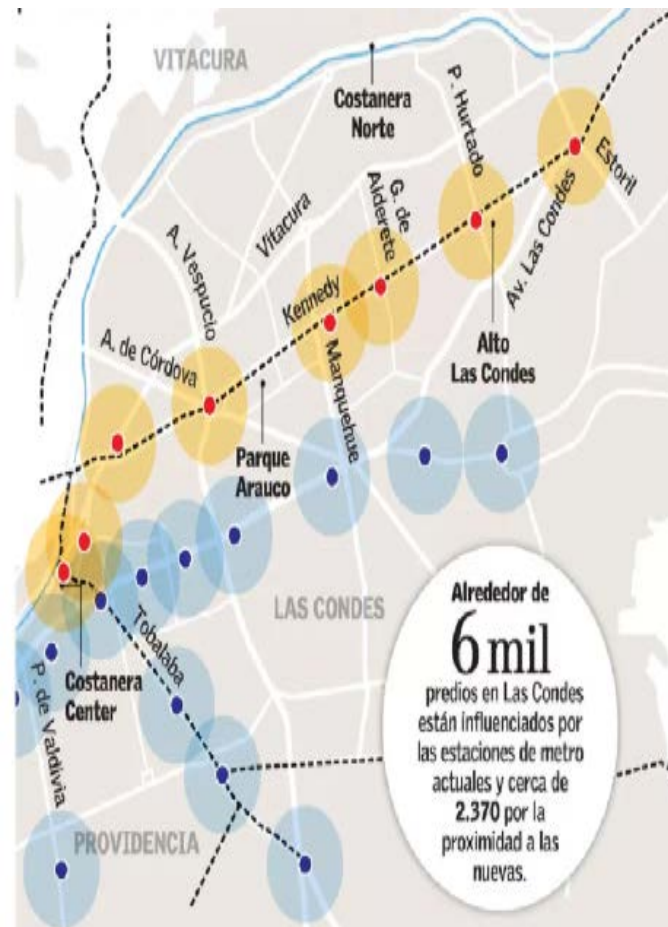 VITACURA
Costanera
Norte
P. Hurtado
Estoril
G. de
Alderete
Av. Las Condes
Vitacura
A. Vespucio
Kennedy
Alto
Las Condes
A. de Córdova
Manquehue
Parque
Arauco
LAS CONDES
Tobalaba
Costanera
Center
P. de Valdivia
PROVIDENCIA
Alrededor de
6 mil
predios en Las Condes
están influenciados por
las estaciones de metro
actuales y cerca de
2.370 por la
proximidad a las
nuevas.